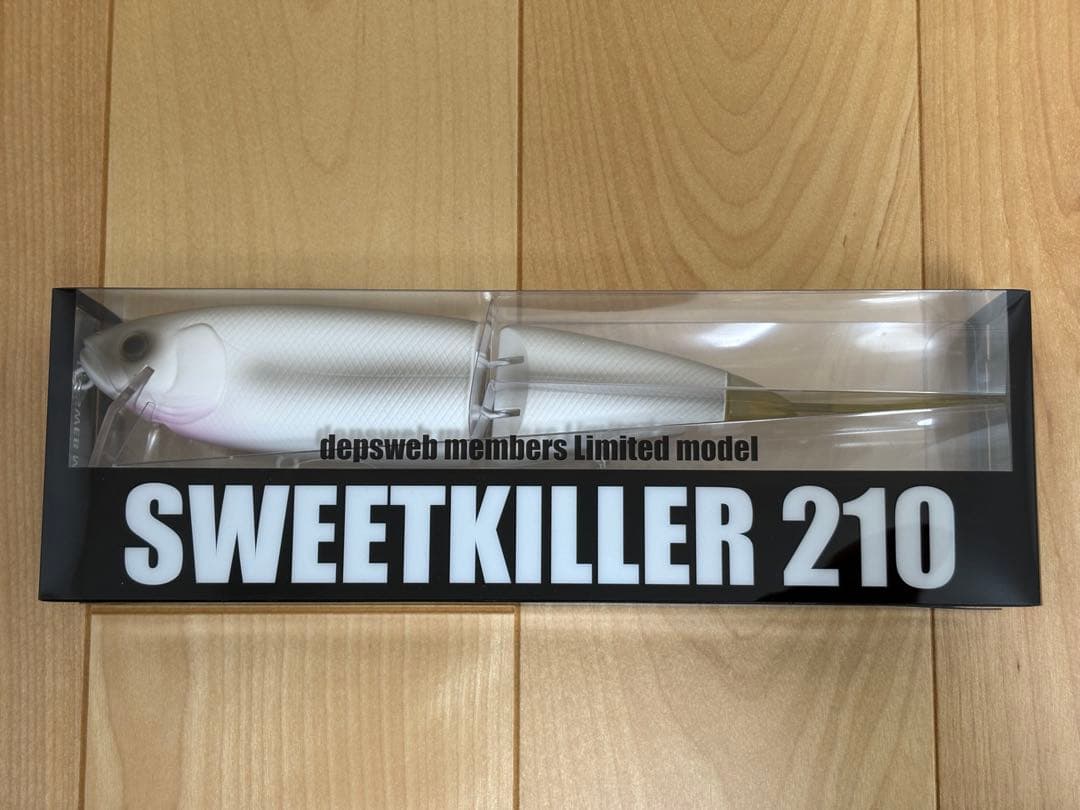 depsweb members Limited model
SWEETKILLER 210